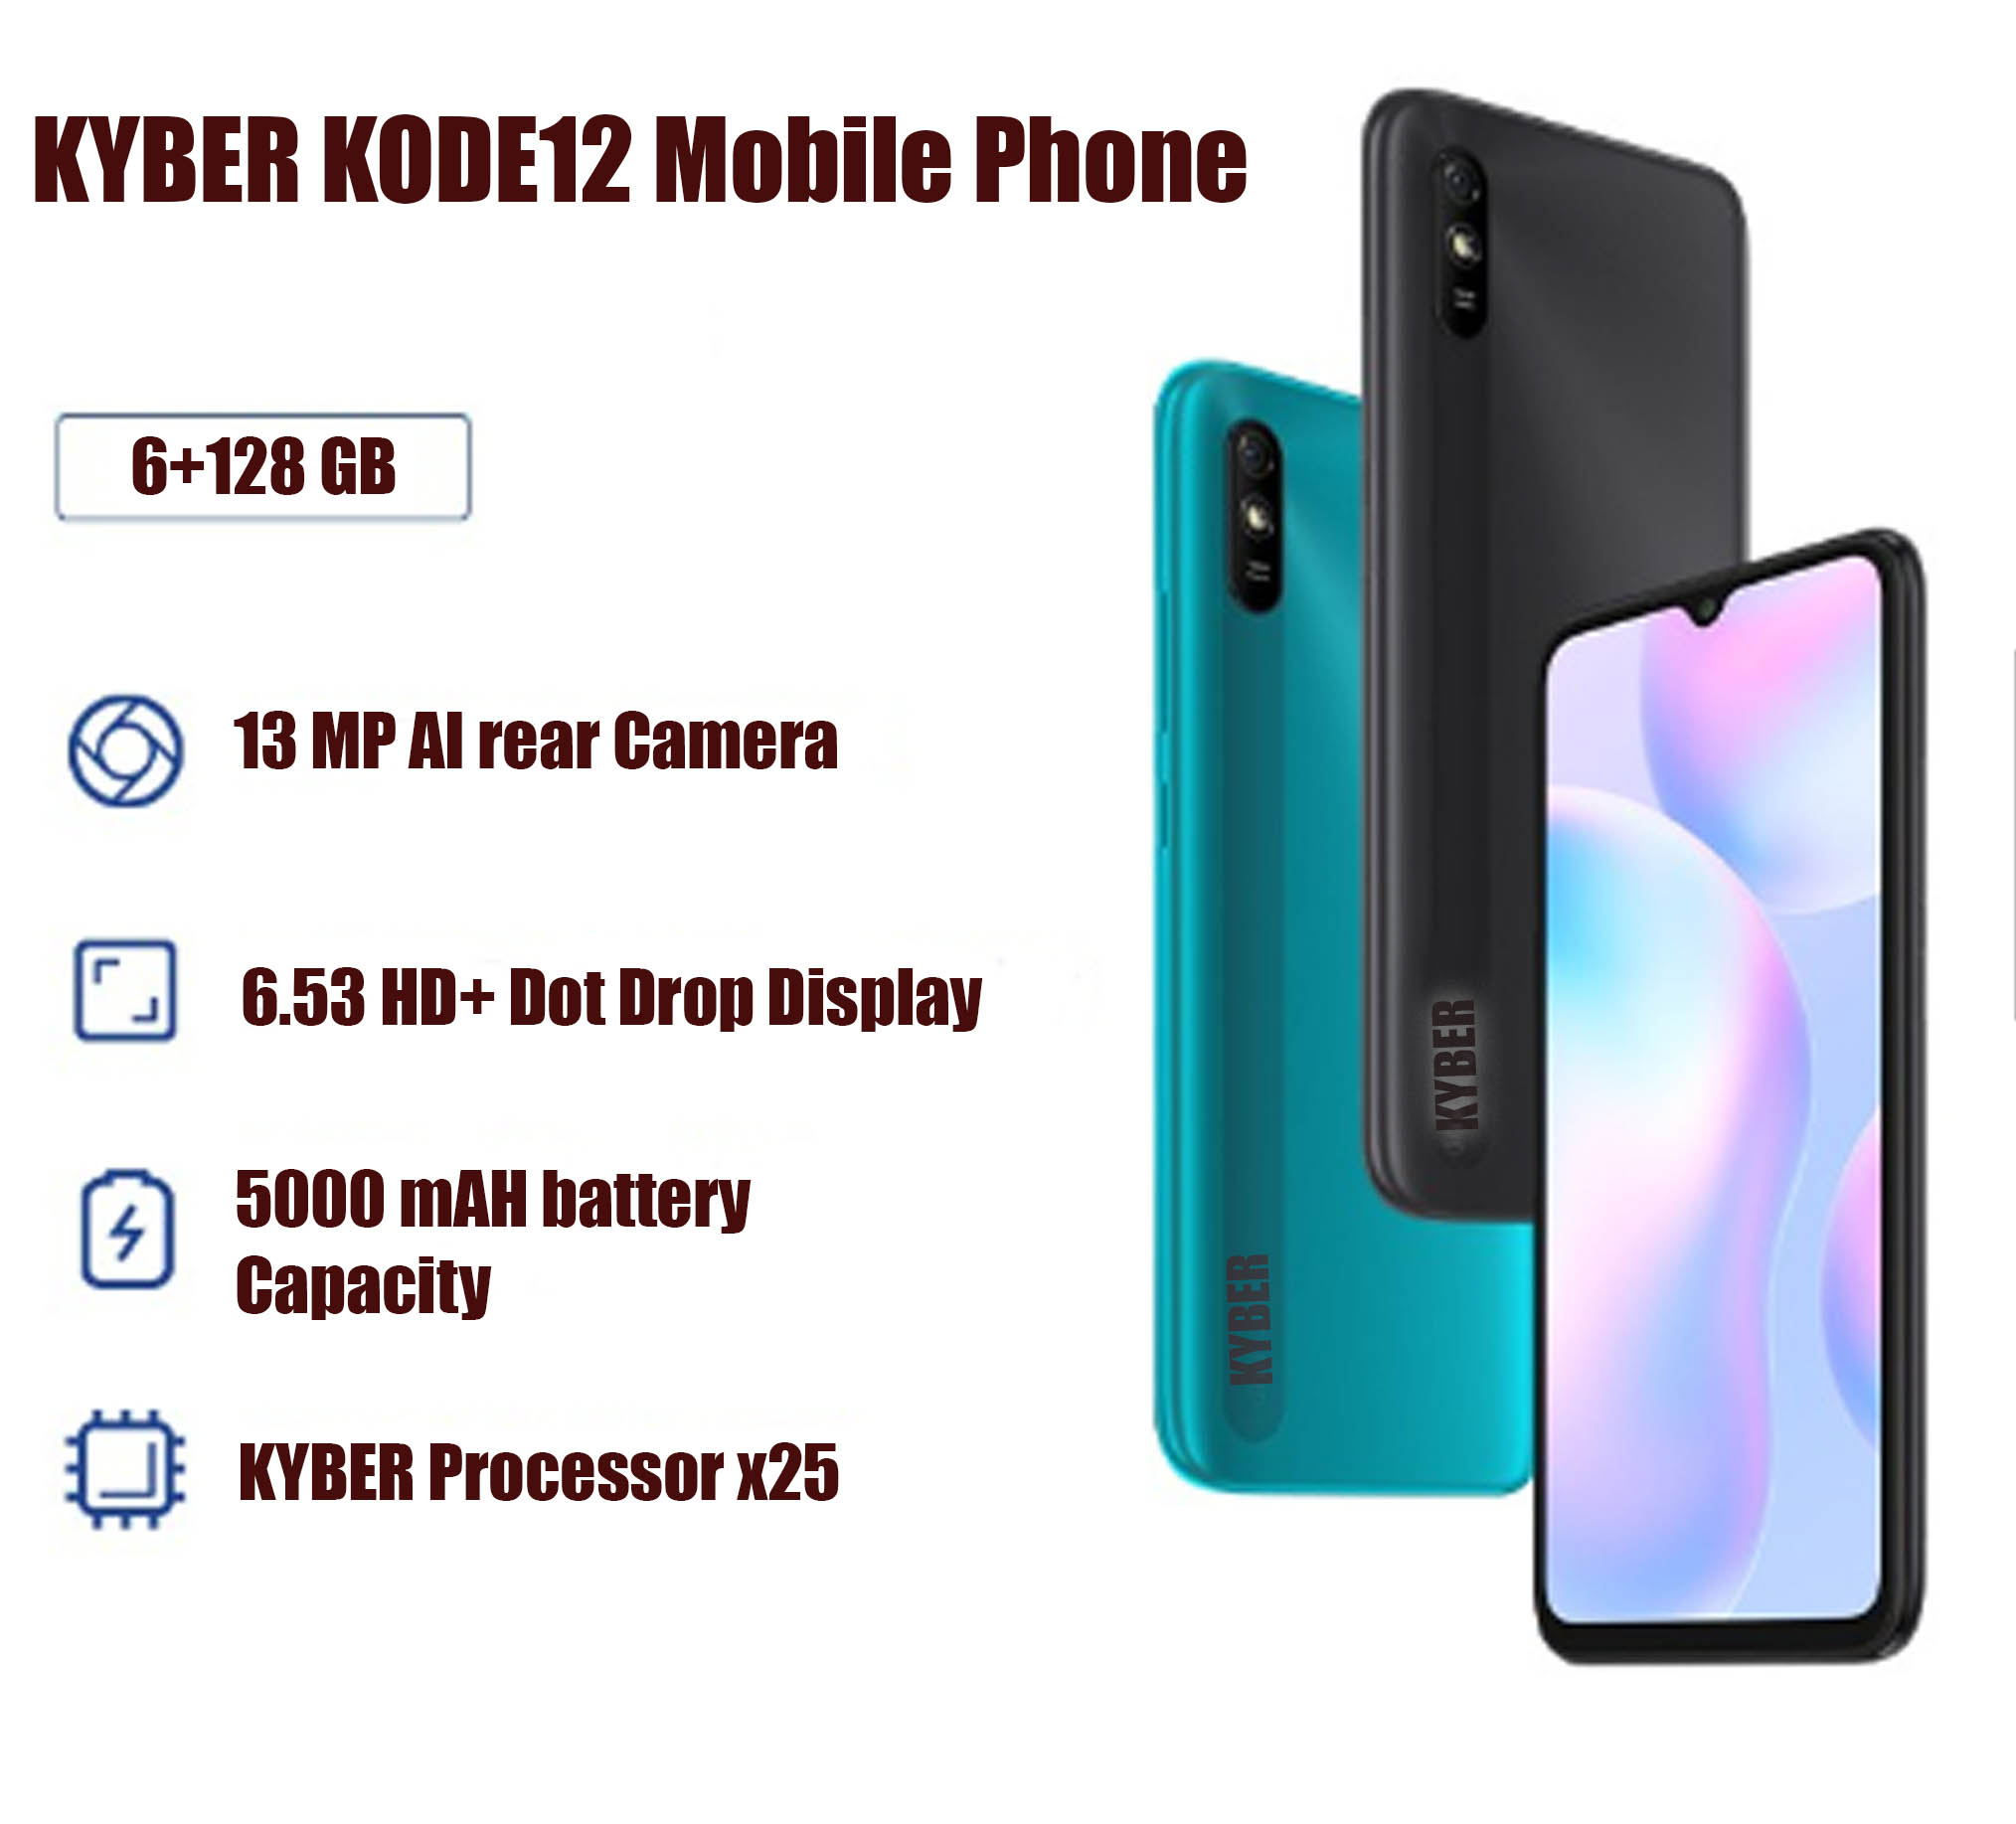 KYBER KODE12 Mobile Phone
6+128 GB
13 MP AI rear Camera
6.53 HD+ Dot Drop Display
5000 mAH battery
Capacity
KYBER Processor x25
KYBER
KYBER